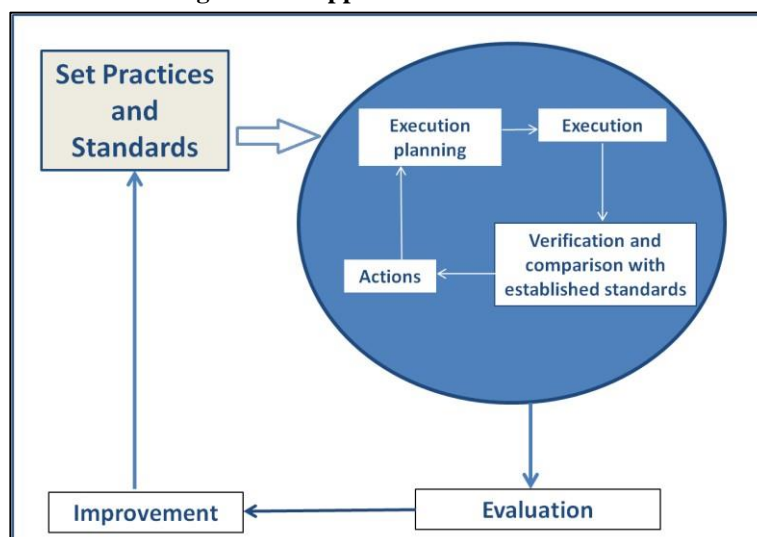 Set Practices
and
Standards
Execution
planning
Execution
Verification and
comparison with
established standards
Actions
Evaluation
Improvement